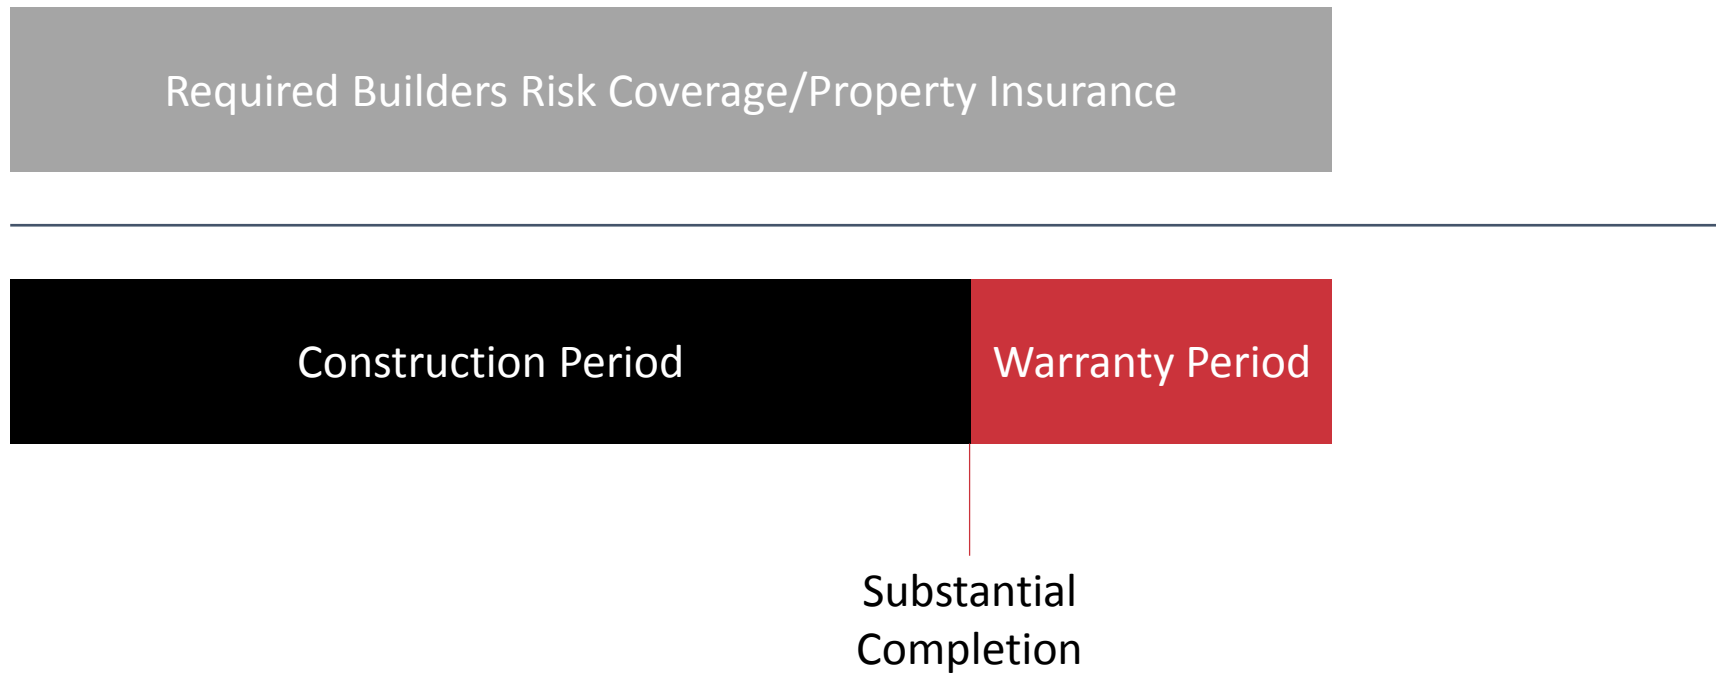 Required Builders Risk Coverage/Property Insurance
Construction Period
Warranty Period
Substantial
Completion